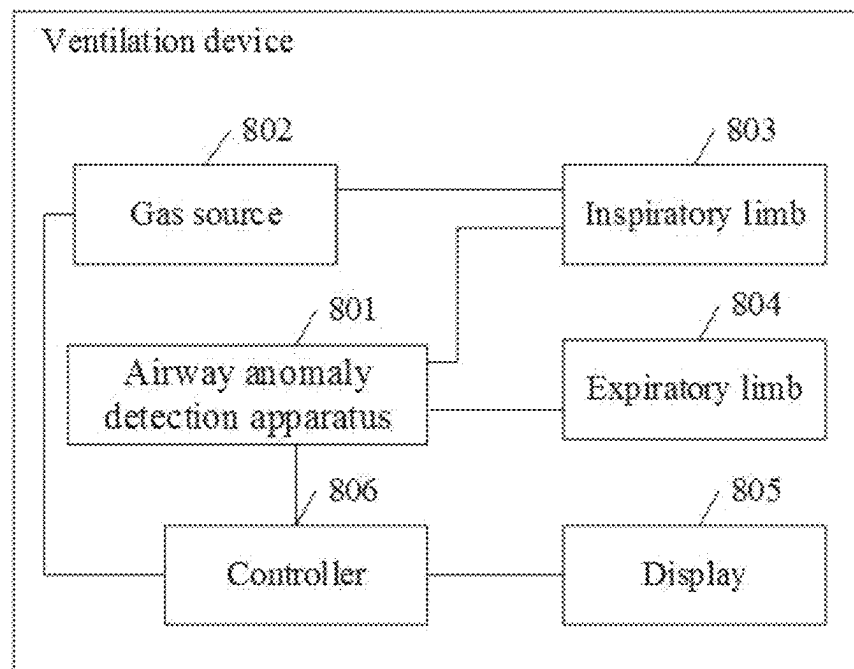 Ventilation device
802
803
Gas source
Inspiratory limb
801
804
Airway anomaly
detection apparatus
Expiratory limb
806
805
Controller
Display